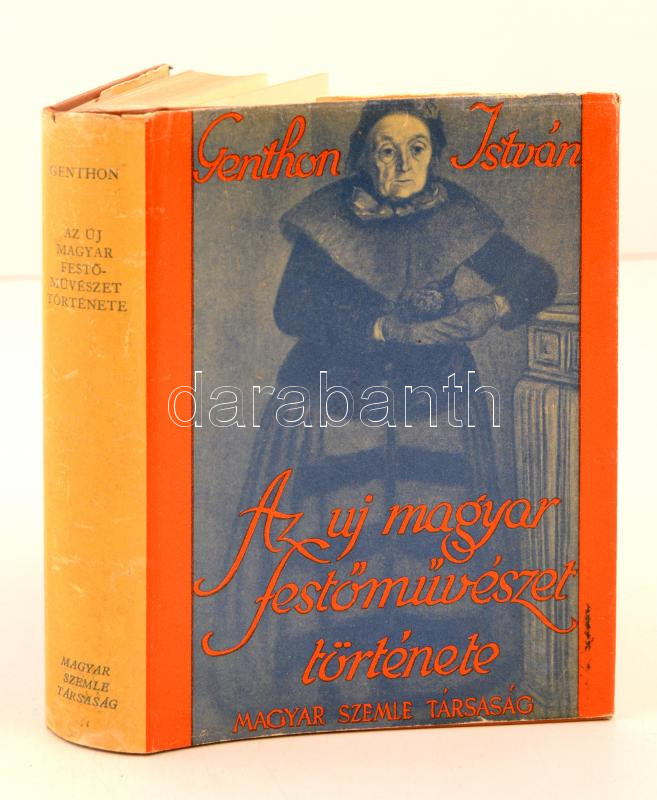 GENTHON
AZ ÚJ
MAGYAR
FESTŐ-
MŰVÉSZET
TÖRTÉNETE
MAGYAR
SZEMLE
TÁRSASÁG
Genthon István
Az uj magyar
festőművészet
története
MAGYAR SZEMLE TÁRSASÁG
darabanth